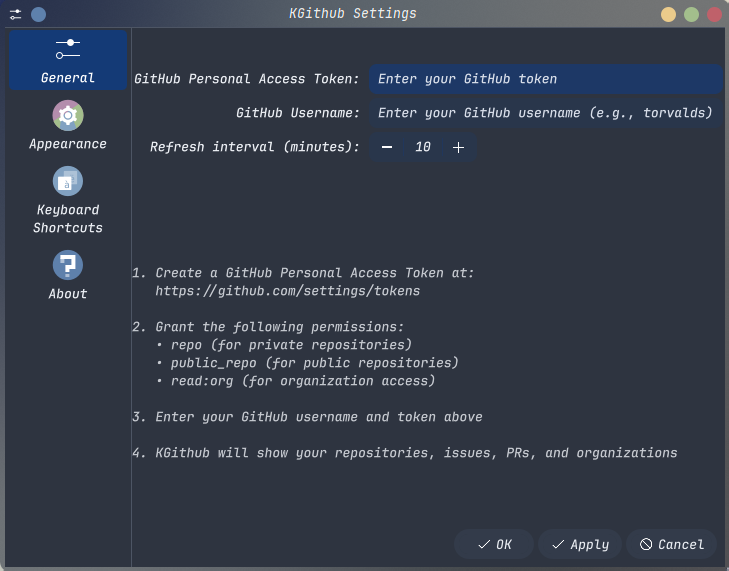 KGithub Settings
General
Appearance
Keyboard
Shortcuts
About
GitHub Personal Access Token: Enter your GitHub token
GitHub Username: Enter your GitHub username (e.g., torvalds)
Refresh interval (minutes): − 10 +
1. Create a GitHub Personal Access Token at:
https://github.com/settings/tokens
2. Grant the following permissions:
• repo (for private repositories)
• public_repo (for public repositories)
• read:org (for organization access)
3. Enter your GitHub username and token above
4. KGithub will show your repositories, issues, PRs, and organizations
OK Apply Cancel